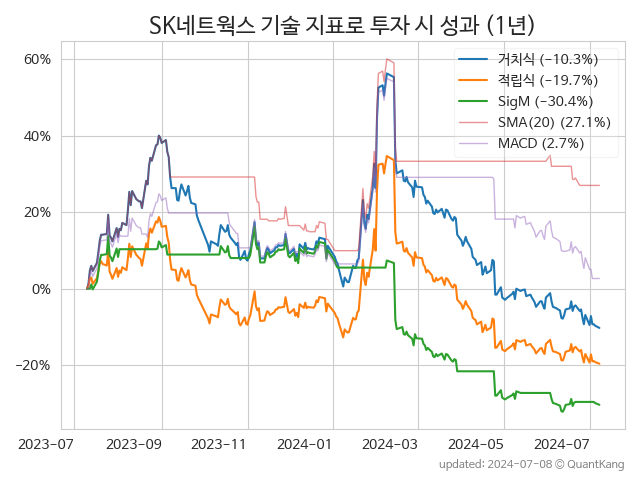 SK네트웍스 기술 지표로 투자 시 성과 (1년)
거치식 (−10.3%)
적립식 (−19.7%)
SigM (−30.4%)
SMA(20) (27.1%)
MACD (2.7%)
60%
40%
20%
0%
−20%
2023-07 2023-09 2023-11 2024-01 2024-03 2024-05 2024-07
updated: 2024-07-08 © QuantKang